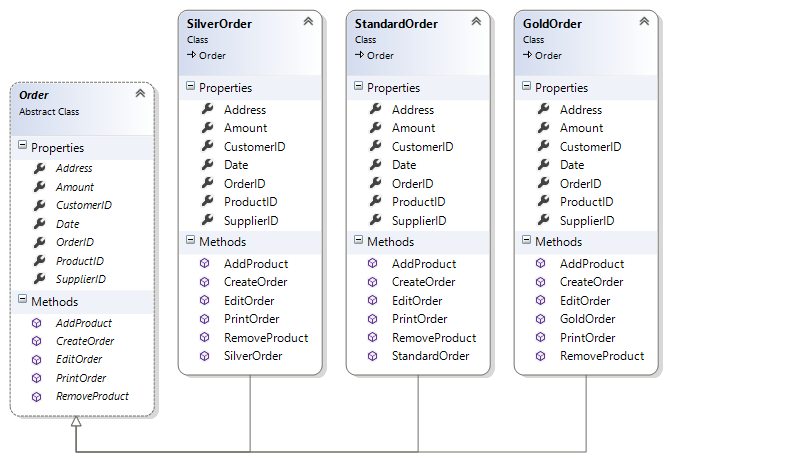 Order
Abstract Class
Properties
Address
Amount
CustomerID
Date
OrderID
ProductID
SupplierID
Methods
AddProduct
CreateOrder
EditOrder
PrintOrder
RemoveProduct
SilverOrder
Class
Order
Properties
Address
Amount
CustomerID
Date
OrderID
ProductID
SupplierID
Methods
AddProduct
CreateOrder
EditOrder
PrintOrder
RemoveProduct
SilverOrder
StandardOrder
Class
Order
Properties
Address
Amount
CustomerID
Date
OrderID
ProductID
SupplierID
Methods
AddProduct
CreateOrder
EditOrder
PrintOrder
RemoveProduct
StandardOrder
GoldOrder
Class
Order
Properties
Address
Amount
CustomerID
Date
OrderID
ProductID
SupplierID
Methods
AddProduct
CreateOrder
EditOrder
GoldOrder
PrintOrder
RemoveProduct